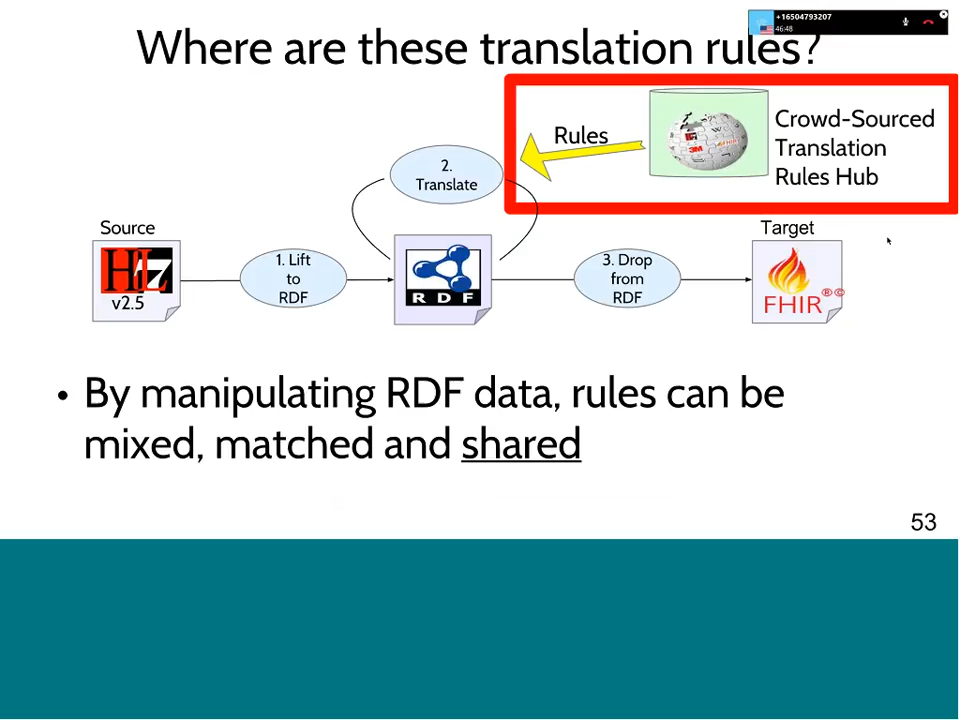 +16504793207
46:48
Where are these translation rules?
Rules
Crowd-Sourced
Translation
Rules Hub
2.
Translate
Source
Target
HL7
v2.5
1. Lift
to
RDF
RDF
3. Drop
from
RDF
FHIR®©
3M
• By manipulating RDF data, rules can be
mixed, matched and shared
53